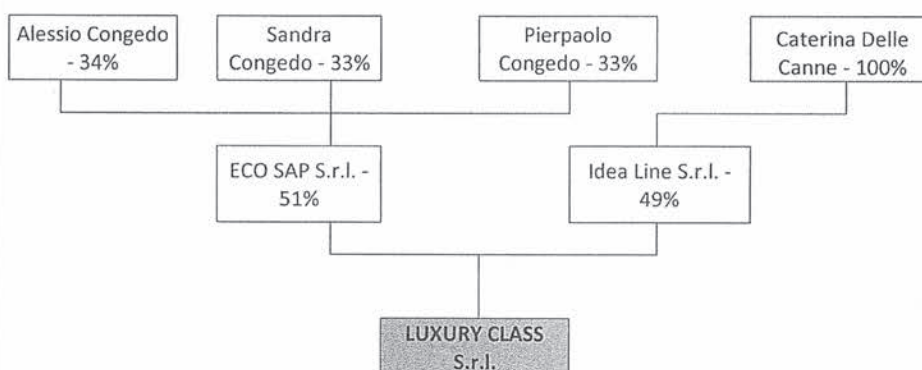 Alessio Congedo
- 34%
Sandra
Congedo - 33%
Pierpaolo
Congedo - 33%
Caterina Delle
Canne - 100%
ECO SAP S.r.l. -
51%
Idea Line S.r.l. -
49%
LUXURY CLASS
S.r.l.